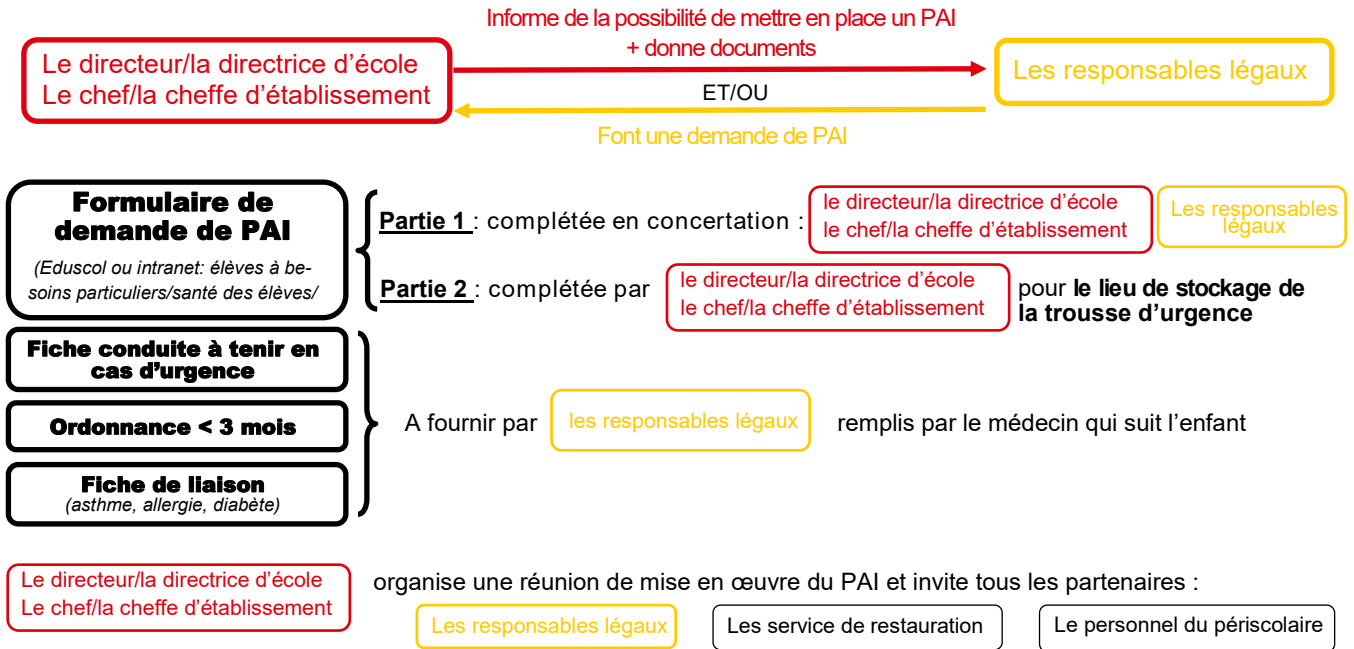 Informe de la possibilité de mettre en place un PAI
+ donne documents
Le directeur/la directrice d'école
Le chef/la cheffe d'établissement
Les responsables légaux
ET/OU
Font une demande de PAI
Formulaire de
demande de PAI
(Eduscol ou intranet: élèves à be-
soins particuliers/santé des élèves/
Partie 1 : complétée en concertation :
le directeur/la directrice d'école
le chef/la cheffe d'établissement
Les responsables
légaux
Partie 2 : complétée par
le directeur/la directrice d'école
le chef/la cheffe d'établissement
pour le lieu de stockage de
la trousse d'urgence
Fiche conduite à tenir en
cas d'urgence
Ordonnance < 3 mois
Fiche de liaison
(asthme, allergie, diabète)
A fournir par
les responsables légaux
remplis par le médecin qui suit l'enfant
Le directeur/la directrice d'école
Le chef/la cheffe d'établissement
organise une réunion de mise en œuvre du PAI et invite tous les partenaires :
Les responsables légaux
Les service de restauration
Le personnel du périscolaire